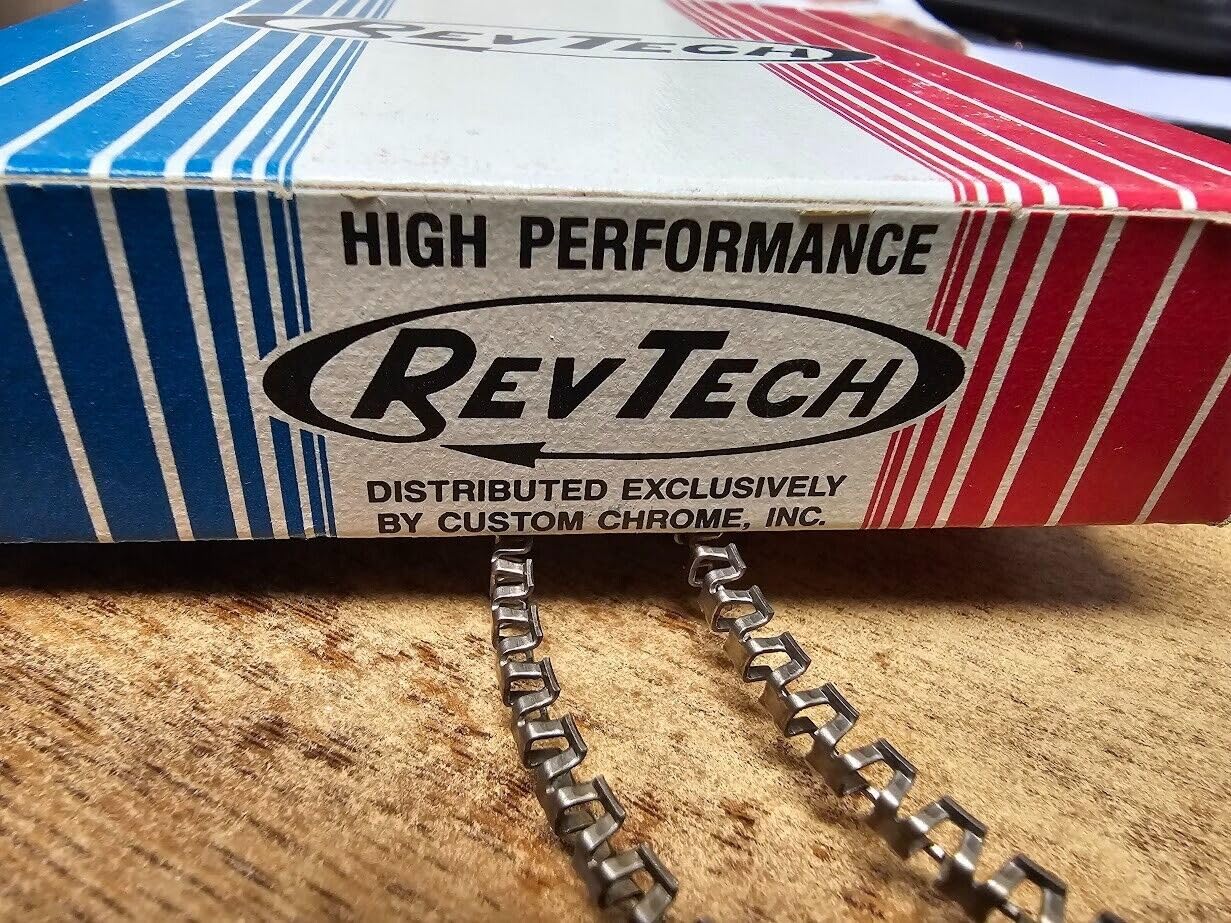 REVTECH
HIGH PERFORMANCE
REVTECH
DISTRIBUTED EXCLUSIVELY
BY CUSTOM CHROME, INC.